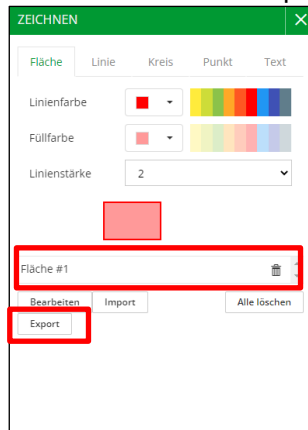 ZEICHNEN
Fläche Linie Kreis Punkt Text
Linienfarbe
Füllfarbe
Linienstärke 2
Fläche #1
Bearbeiten Import Alle löschen
Export